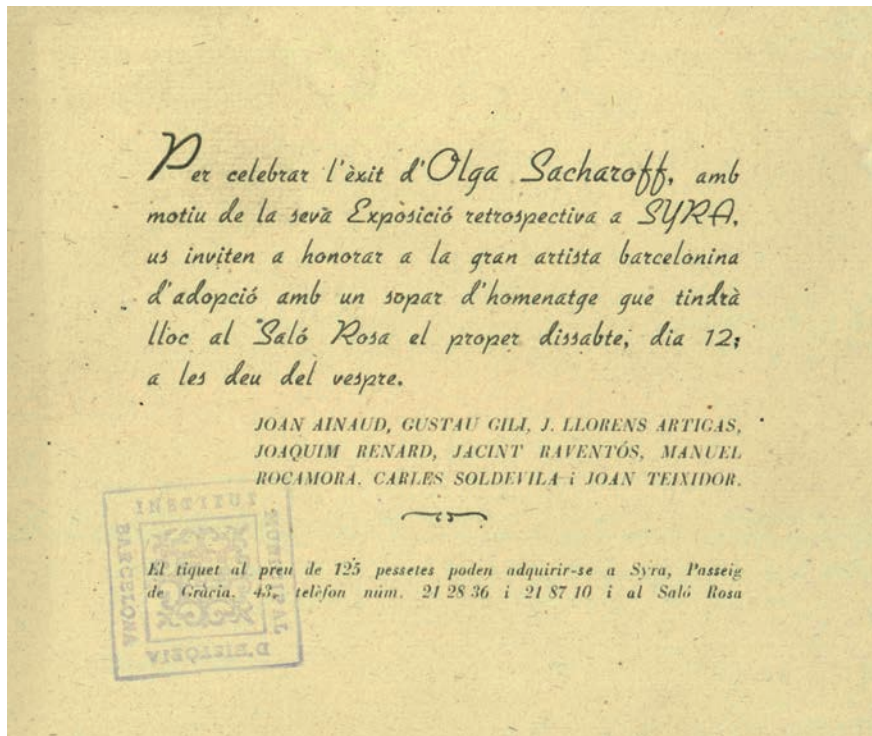 Per celebrar l'èxit d'Olga Sacharoff, amb
motiu de la seva Exposició retrospectiva a SYRA,
us inviten a honorar a la gran artista barcelonina
d'adopció amb un sopar d'homenatge que tindrà
lloc al Saló Rosa el proper dissabte, dia 12;
a les deu del vespre.
JOAN AINAUD, GUSTAU GILI, J. LLORENS ARTIGAS,
JOAQUIM RENARD, JACINT RAVENTÓS, MANUEL
ROCAMORA. CARLES SOLDEVILA i JOAN TEIXIDOR.
El tiquet al preu de 125 pessetes poden adquirir-se a Syra, Passeig
de Gràcia. 43, telèfon núm. 21 28 36 i 21 87 10 i al Saló Rosa
INSTITUT
MUNICIPAL
D'HISTÒRIA
BARCELONA